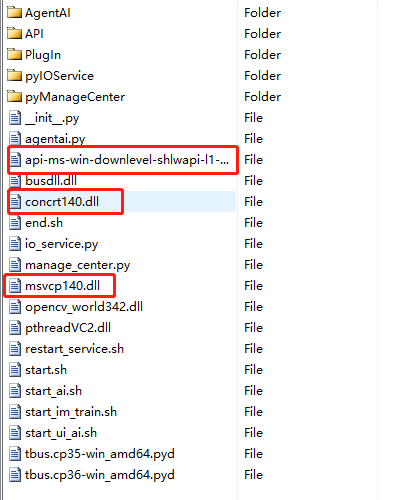 AgentAI Folder
API Folder
PlugIn Folder
pyIOService Folder
pyManageCenter Folder
__init__.py File
agentai.py File
api-ms-win-downlevel-shlwapi-l1-... File
busdll.dll File
concrt140.dll File
end.sh File
io_service.py File
manage_center.py File
msvcp140.dll File
opencv_world342.dll File
pthreadVC2.dll File
restart_service.sh File
start.sh File
start_ai.sh File
start_im_train.sh File
start_ui_ai.sh File
tbus.cp35-win_amd64.pyd File
tbus.cp36-win_amd64.pyd File